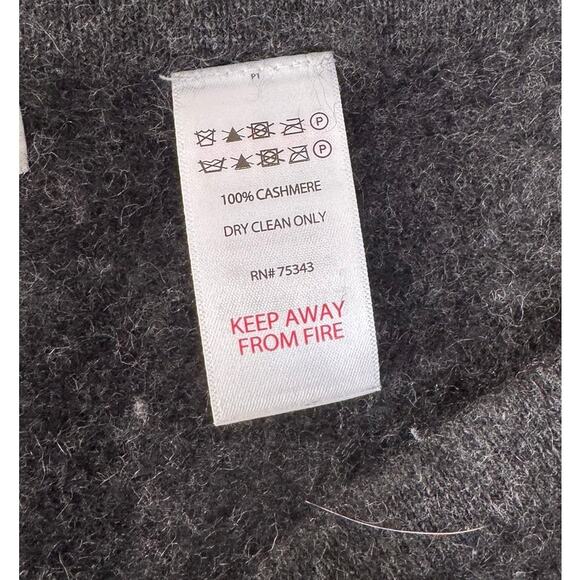 P1
P
P
100% CASHMERE
DRY CLEAN ONLY
RN# 75343
KEEP AWAY
FROM FIRE